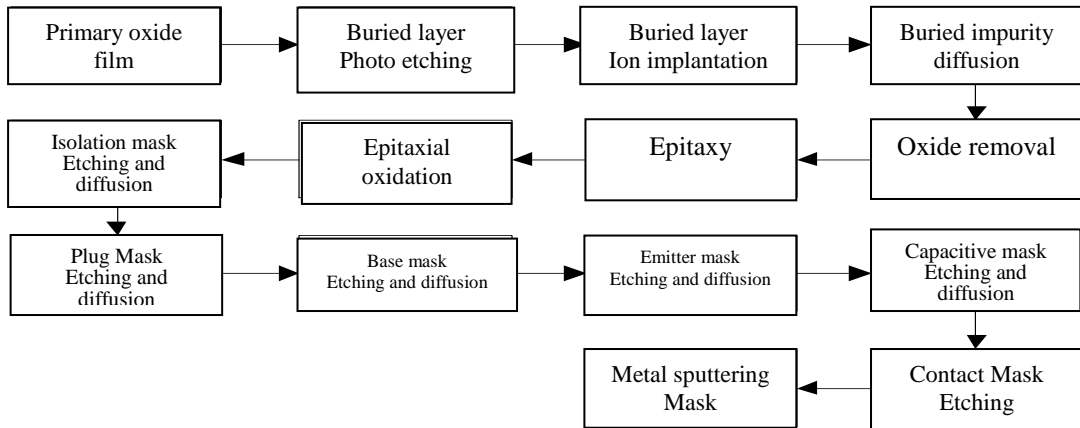 Primary oxide
film
Buried layer
Photo etching
Buried layer
Ion implantation
Buried impurity
diffusion
Isolation mask
Etching and
diffusion
Epitaxial
oxidation
Epitaxy
Oxide removal
Plug Mask
Etching and
diffusion
Base mask
Etching and diffusion
Emitter mask
Etching and diffusion
Capacitive mask
Etching and
diffusion
Metal sputtering
Mask
Contact Mask
Etching